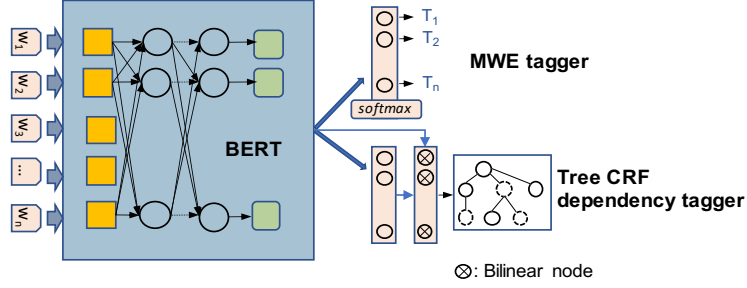 W1
W2
W3
...
Wn
BERT
T1
T2
Tn
softmax
MWE tagger
Tree CRF
dependency tagger
⊗: Bilinear node